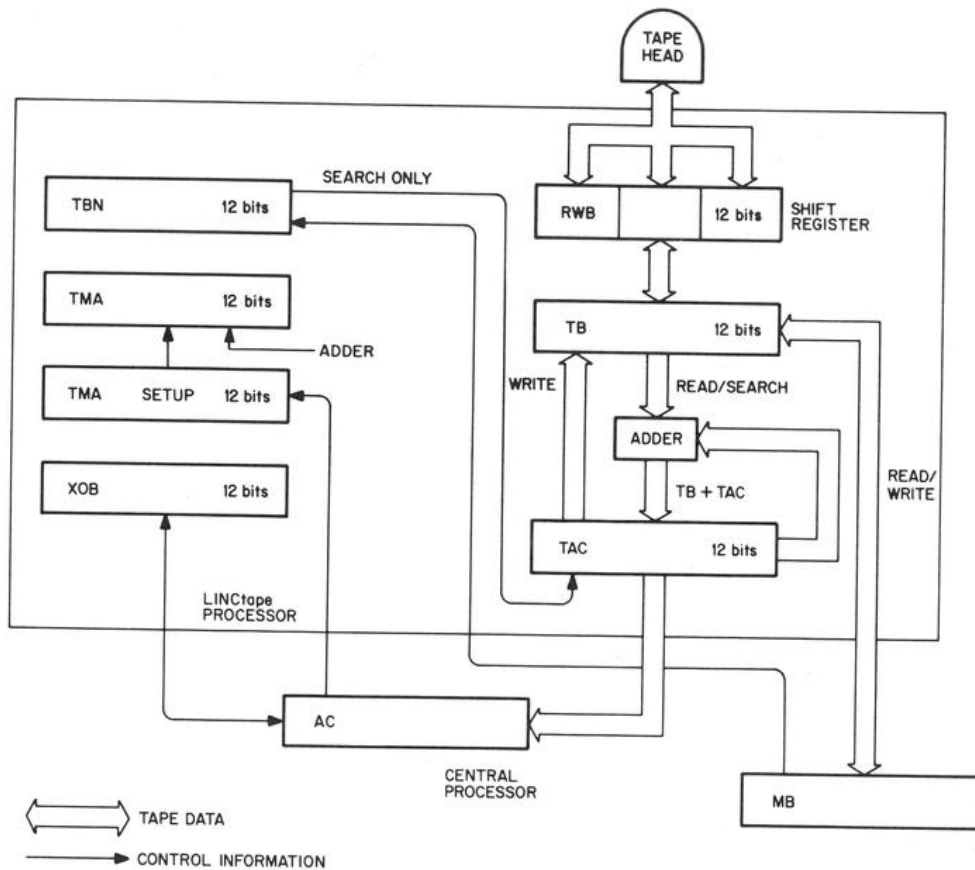 TAPE
HEAD
SEARCH ONLY
TBN 12 bits
RWB 12 bits
SHIFT
REGISTER
TMA 12 bits
ADDER
TB 12 bits
TMA SETUP 12 bits
WRITE
READ/SEARCH
ADDER
XOB 12 bits
TB + TAC
READ/
WRITE
TAC 12 bits
LINCtape
PROCESSOR
AC
CENTRAL
PROCESSOR
MB
TAPE DATA
CONTROL INFORMATION